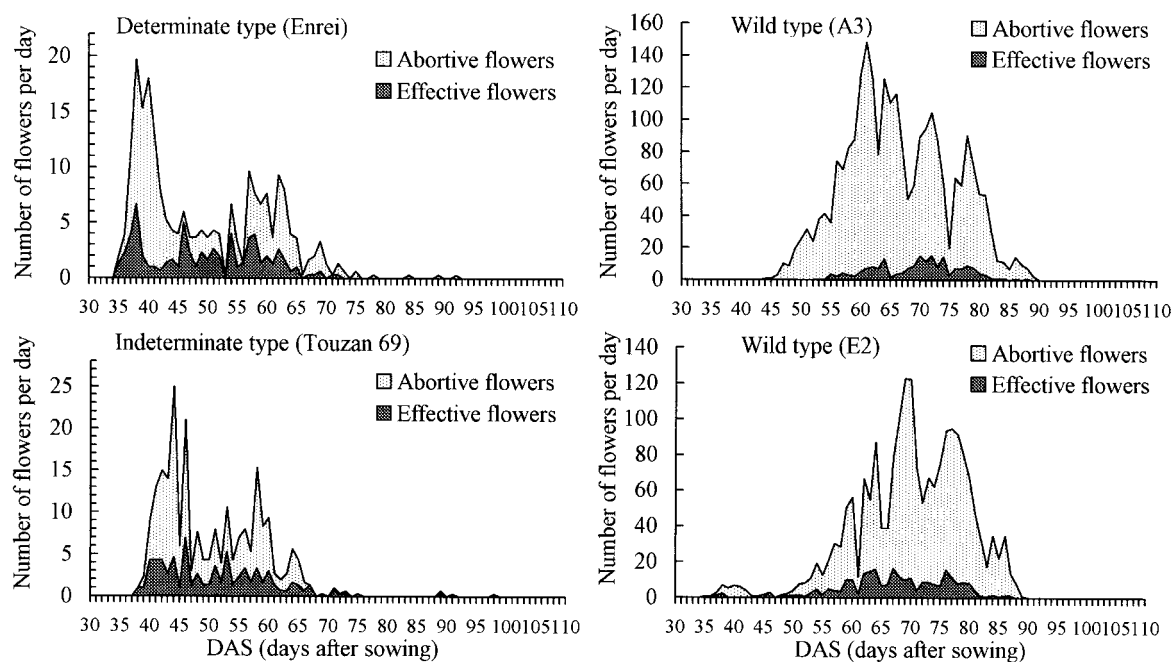 Determinate type (Enrei)
Abortive flowers
Effective flowers
Number of flowers per day
20
15
10
5
0
30 35 40 45 50 55 60 65 70 75 80 85 90 95 100105110
Wild type (A3)
Abortive flowers
Effective flowers
Number of flowers per day
160
140
120
100
80
60
40
20
0
30 35 40 45 50 55 60 65 70 75 80 85 90 95 100105110
Indeterminate type (Touzan 69)
Abortive flowers
Effective flowers
Number of flowers per day
25
20
15
10
5
0
30 35 40 45 50 55 60 65 70 75 80 85 90 95 100105110
DAS (days after sowing)
Wild type (E2)
Abortive flowers
Effective flowers
Number of flowers per day
140
120
100
80
60
40
20
0
30 35 40 45 50 55 60 65 70 75 80 85 90 95 100105110
DAS (days after sowing)